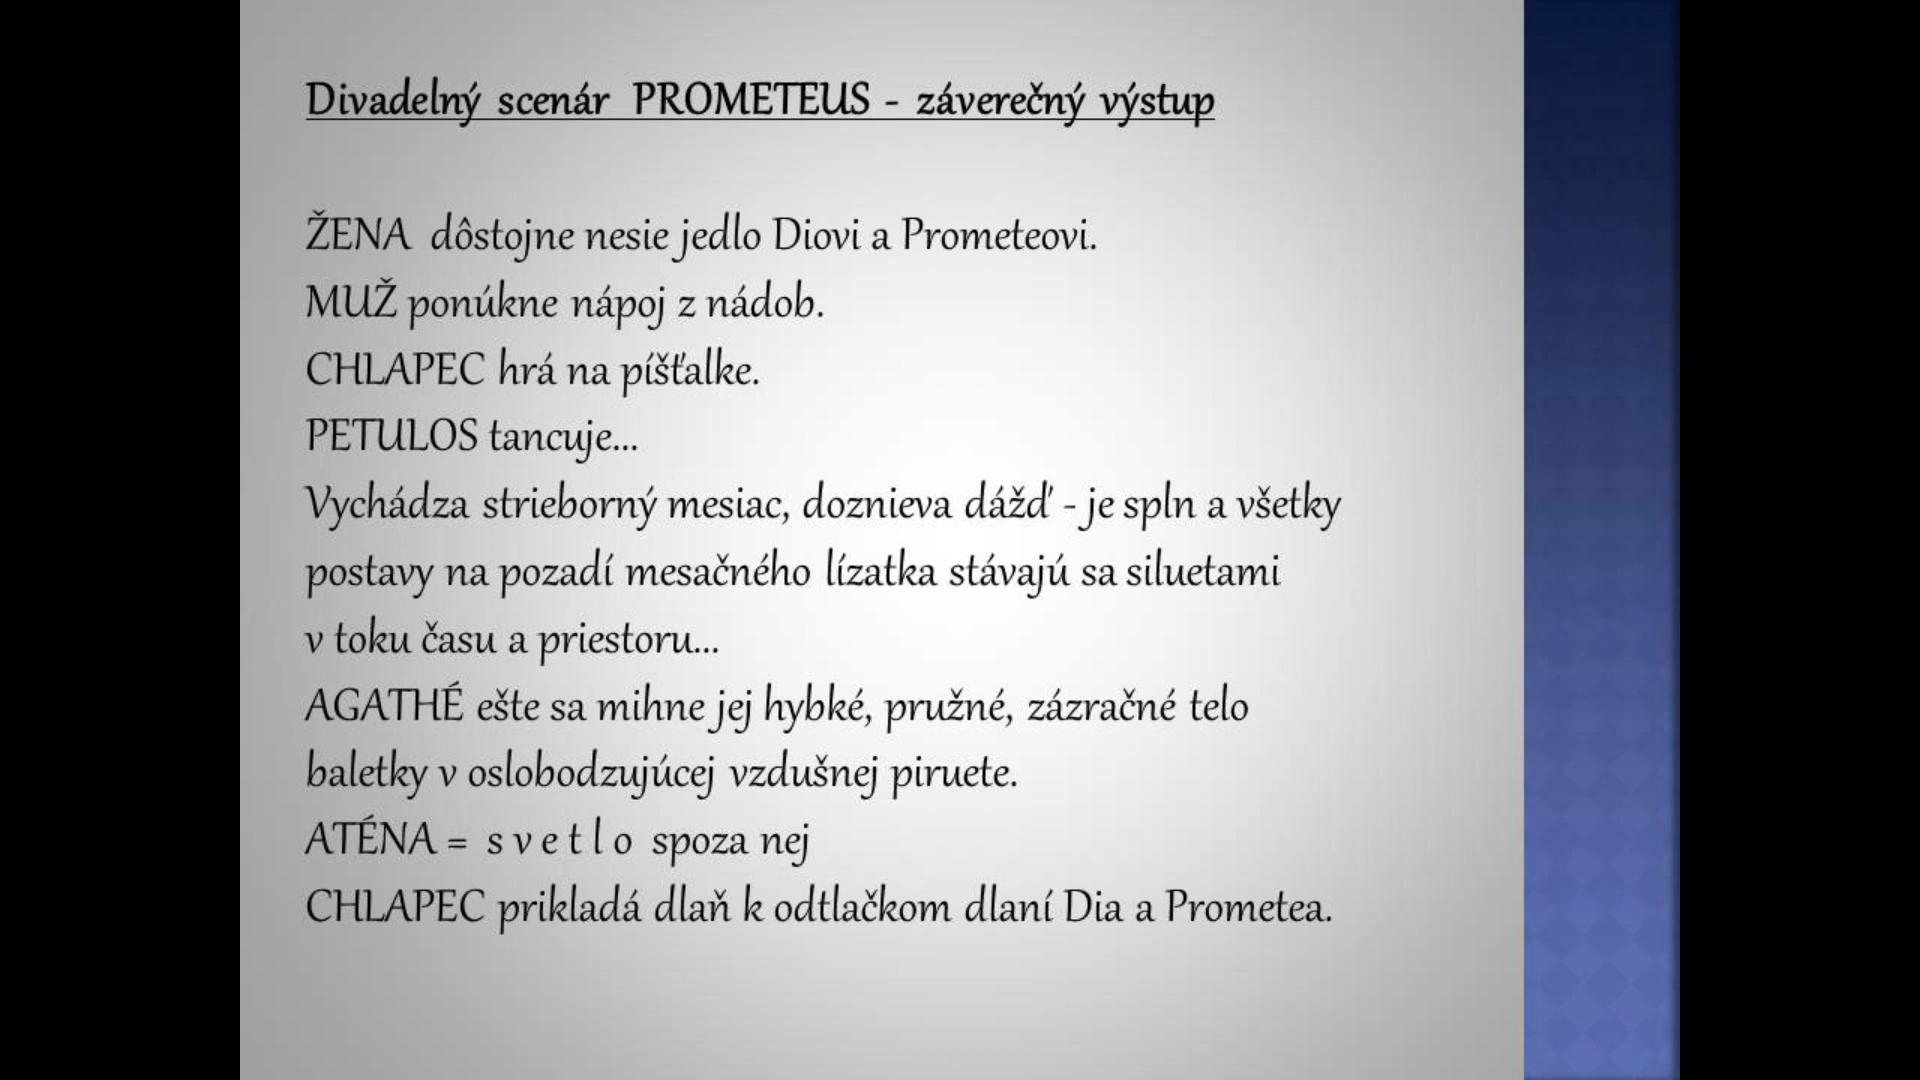 Divadelný scenár PROMETEUS - záverečný výstup
ŽENA dôstojne nesie jedlo Diovi a Prometeovi.
MUŽ ponúkne nápoj z nádob.
CHLAPEC hrá na píšťalke.
PETULOS tancuje...
Vychádza strieborný mesiac, doznieva dážď - je spln a všetky
postavy na pozadí mesačného lízatka stávajú sa siluetami
v toku času a priestoru...
AGATHÉ ešte sa mihne jej hybké, pružné, zázračné telo
baletky v oslobodzujúcej vzdušnej piruete.
ATÉNA = s v e t l o spoza nej
CHLAPEC prikladá dlaň k odtlačkom dlaní Dia a Prometea.